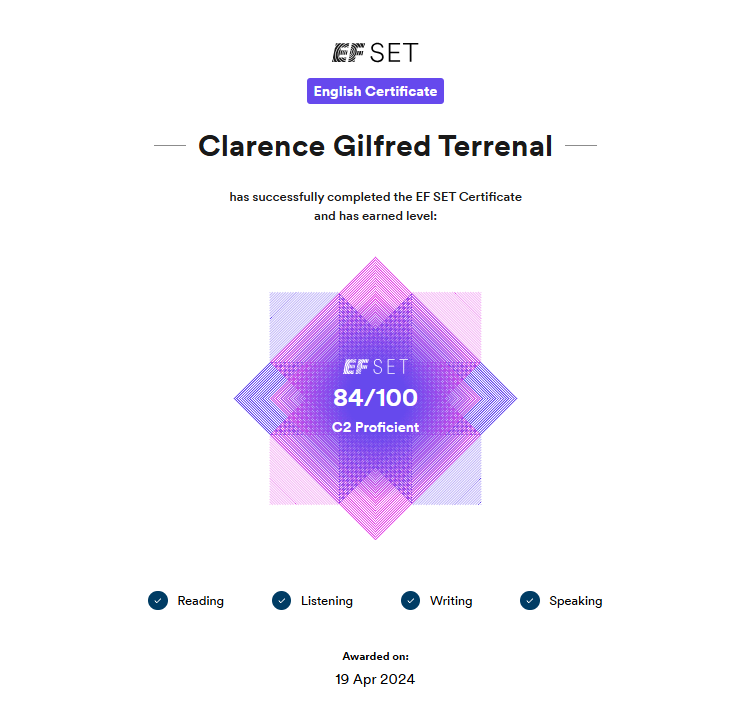 EF SET
English Certificate
Clarence Gilfred Terrenal
has successfully completed the EF SET Certificate
and has earned level:
EF SET
84/100
C2 Proficient
Reading Listening Writing Speaking
Awarded on:
19 Apr 2024